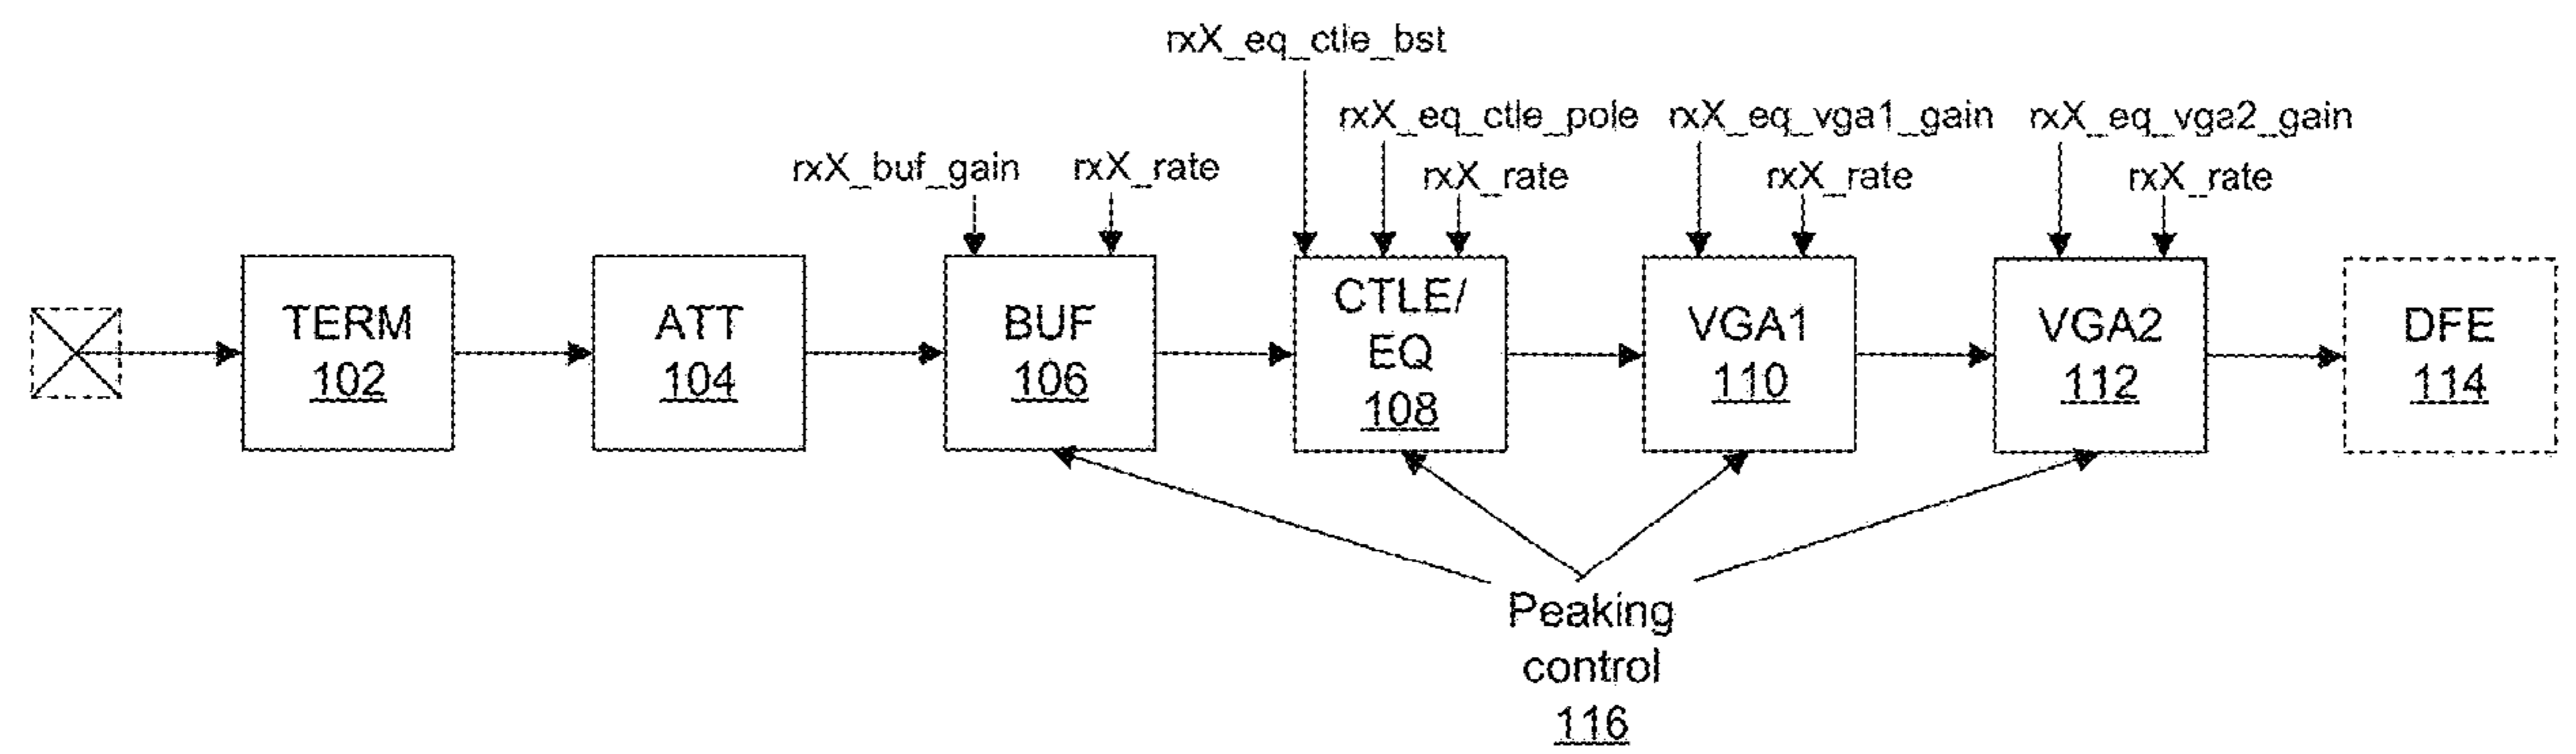 rxX_eq_ctle_bst
rxX_eq_ctle_pole
rxX_eq_vga1_gain
rxX_eq_vga2_gain
rxX_buf_gain
rxX_rate
rxX_rate
rxX_rate
rxX_rate
TERM
102
ATT
104
BUF
106
CTLE/
EQ
108
VGA1
110
VGA2
112
DFE
114
Peaking
control
116